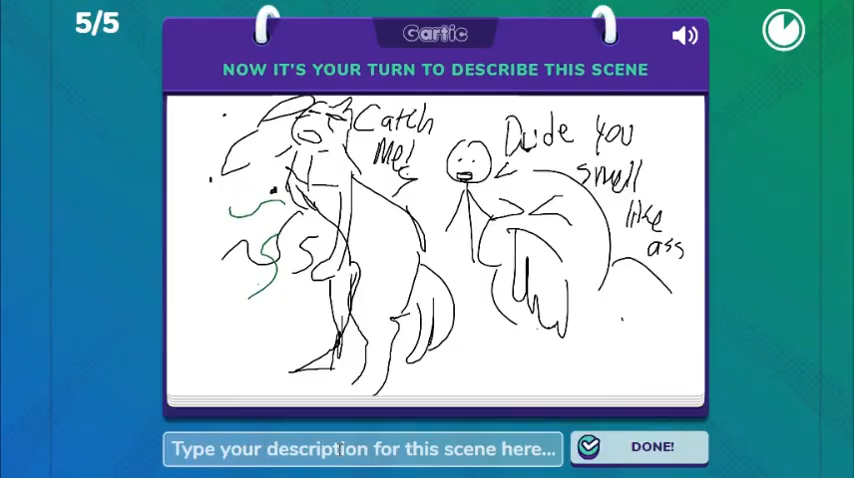 5/5
Gartic
NOW IT'S YOUR TURN TO DESCRIBE THIS SCENE
Catch
Me!
Dude you
smell
like
ass
Type your description for this scene here...
DONE!